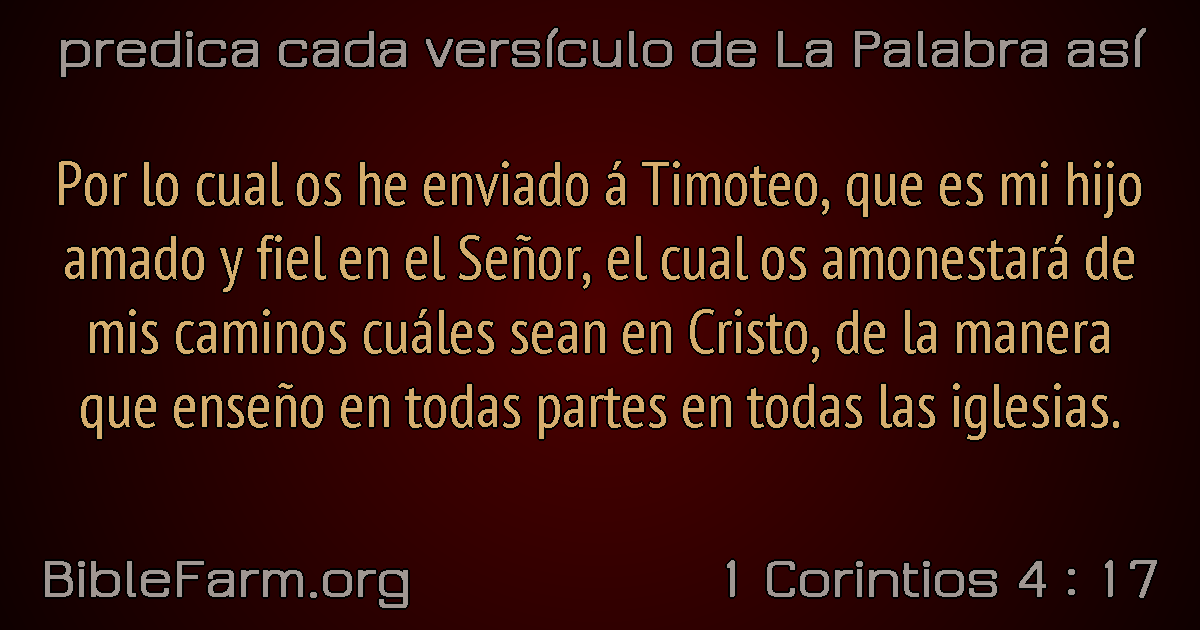 predica cada versículo de La Palabra así
Por lo cual os he enviado á Timoteo, que es mi hijo
amado y fiel en el Señor, el cual os amonestará de
mis caminos cuáles sean en Cristo, de la manera
que enseño en todas partes en todas las iglesias.
BibleFarm.org
1 Corintios 4 : 17